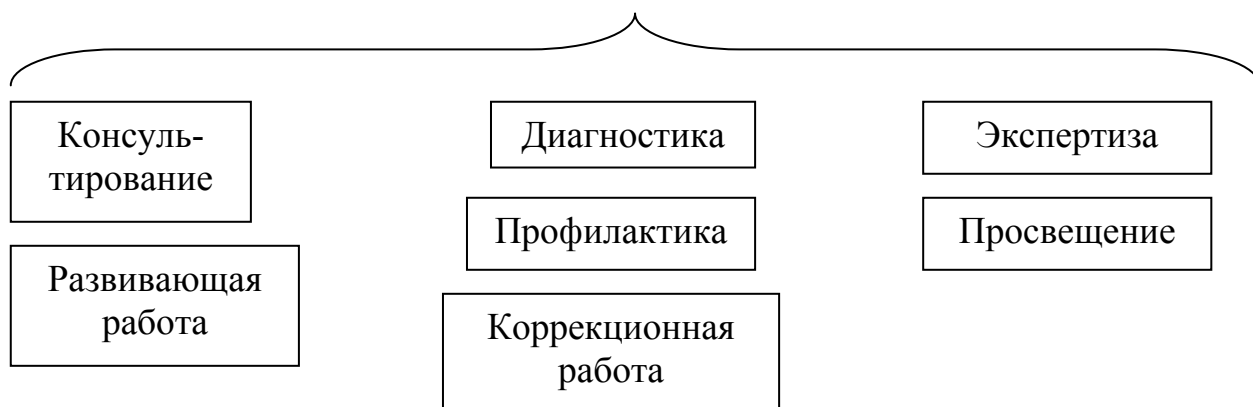 Консуль-
тирование
Диагностика
Экспертиза
Профилактика
Просвещение
Развивающая
работа
Коррекционная
работа